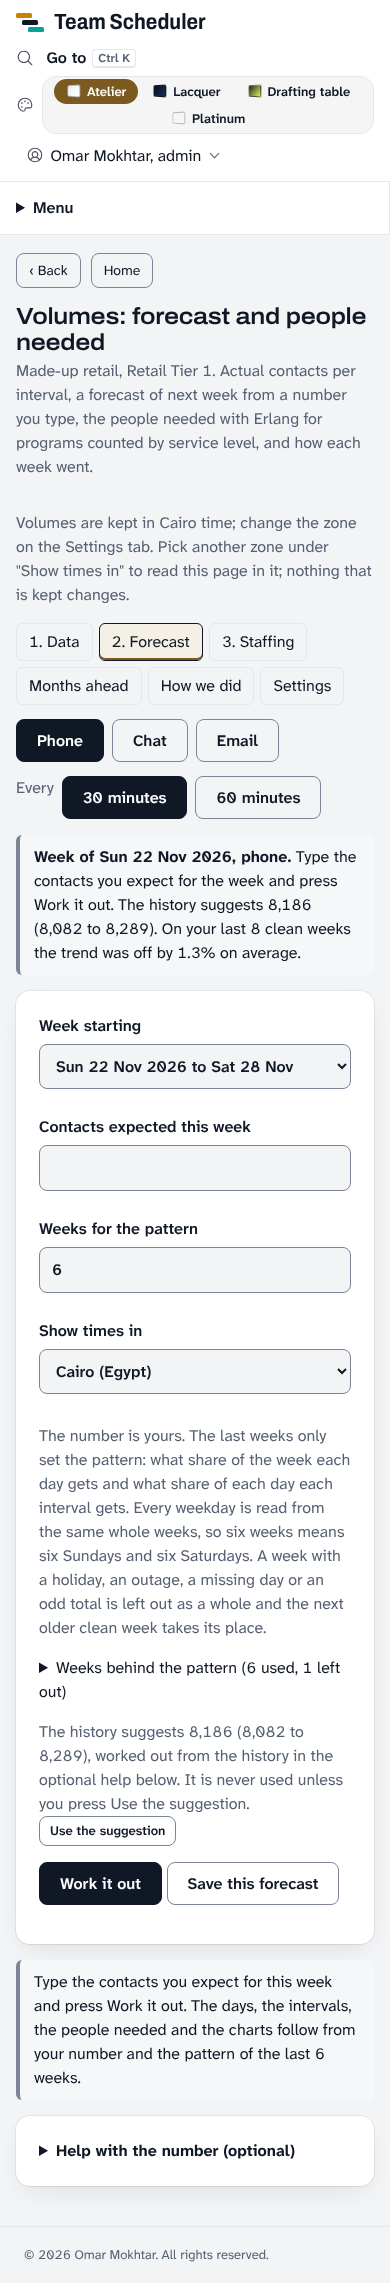 Team Scheduler
Go to Ctrl K
Atelier Lacquer Drafting table
Platinum
Omar Mokhtar, admin
Menu
‹ Back Home
Volumes: forecast and people
needed
Made-up retail, Retail Tier 1. Actual contacts per
interval, a forecast of next week from a number
you type, the people needed with Erlang for
programs counted by service level, and how each
week went.
Volumes are kept in Cairo time; change the zone
on the Settings tab. Pick another zone under
"Show times in" to read this page in it; nothing that
is kept changes.
1. Data 2. Forecast 3. Staffing
Months ahead How we did Settings
Phone Chat Email
Every 30 minutes 60 minutes
Week of Sun 22 Nov 2026, phone. Type the
contacts you expect for the week and press
Work it out. The history suggests 8,186
(8,082 to 8,289). On your last 8 clean weeks
the trend was off by 1.3% on average.
Week starting
Sun 22 Nov 2026 to Sat 28 Nov
Contacts expected this week
Weeks for the pattern
6
Show times in
Cairo (Egypt)
The number is yours. The last weeks only
set the pattern: what share of the week each
day gets and what share of each day each
interval gets. Every weekday is read from
the same whole weeks, so six weeks means
six Sundays and six Saturdays. A week with
a holiday, an outage, a missing day or an
odd total is left out as a whole and the next
older clean week takes its place.
Weeks behind the pattern (6 used, 1 left
out)
The history suggests 8,186 (8,082 to
8,289), worked out from the history in the
optional help below. It is never used unless
you press Use the suggestion.
Use the suggestion
Work it out Save this forecast
Type the contacts you expect for this week
and press Work it out. The days, the intervals,
the people needed and the charts follow from
your number and the pattern of the last 6
weeks.
Help with the number (optional)
© 2026 Omar Mokhtar. All rights reserved.